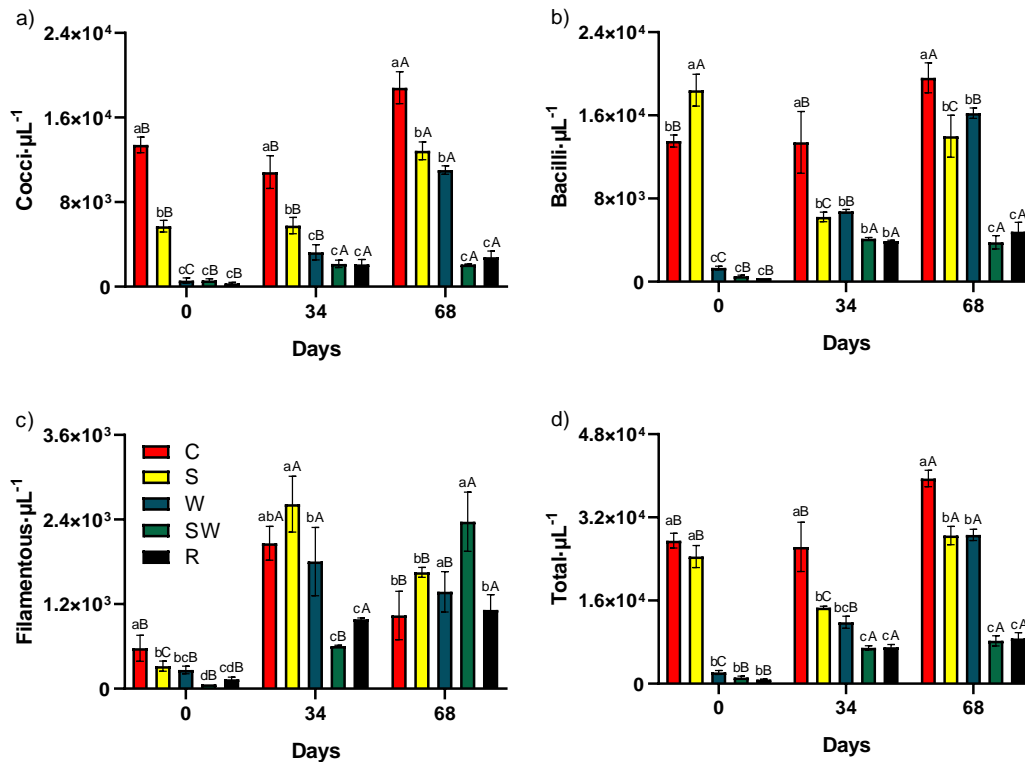 a)
Cocci·µL⁻¹
2.4×10⁴
1.6×10⁴
8×10³
0
aB bB cC cB cB
aB bB cB cA cA
aA bA bA cA cA
0 34 68
Days
b)
Bacilli·µL⁻¹
2.4×10⁴
1.6×10⁴
8×10³
0
bB aA cC cB cB
aB bC bB bA bA
aA bC bB cA cA
0 34 68
Days
c)
Filamentous·µL⁻¹
3.6×10³
2.4×10³
1.2×10³
0
C
S
W
SW
R
aB bC bcB dB cdB
abA aA bA cB cA
bB bB aB aA bA
0 34 68
Days
d)
Total·µL⁻¹
4.8×10⁴
3.2×10⁴
1.6×10⁴
0
aB aB bC bB bB
aB bC bcB cA cA
aA bA bA cA cA
0 34 68
Days